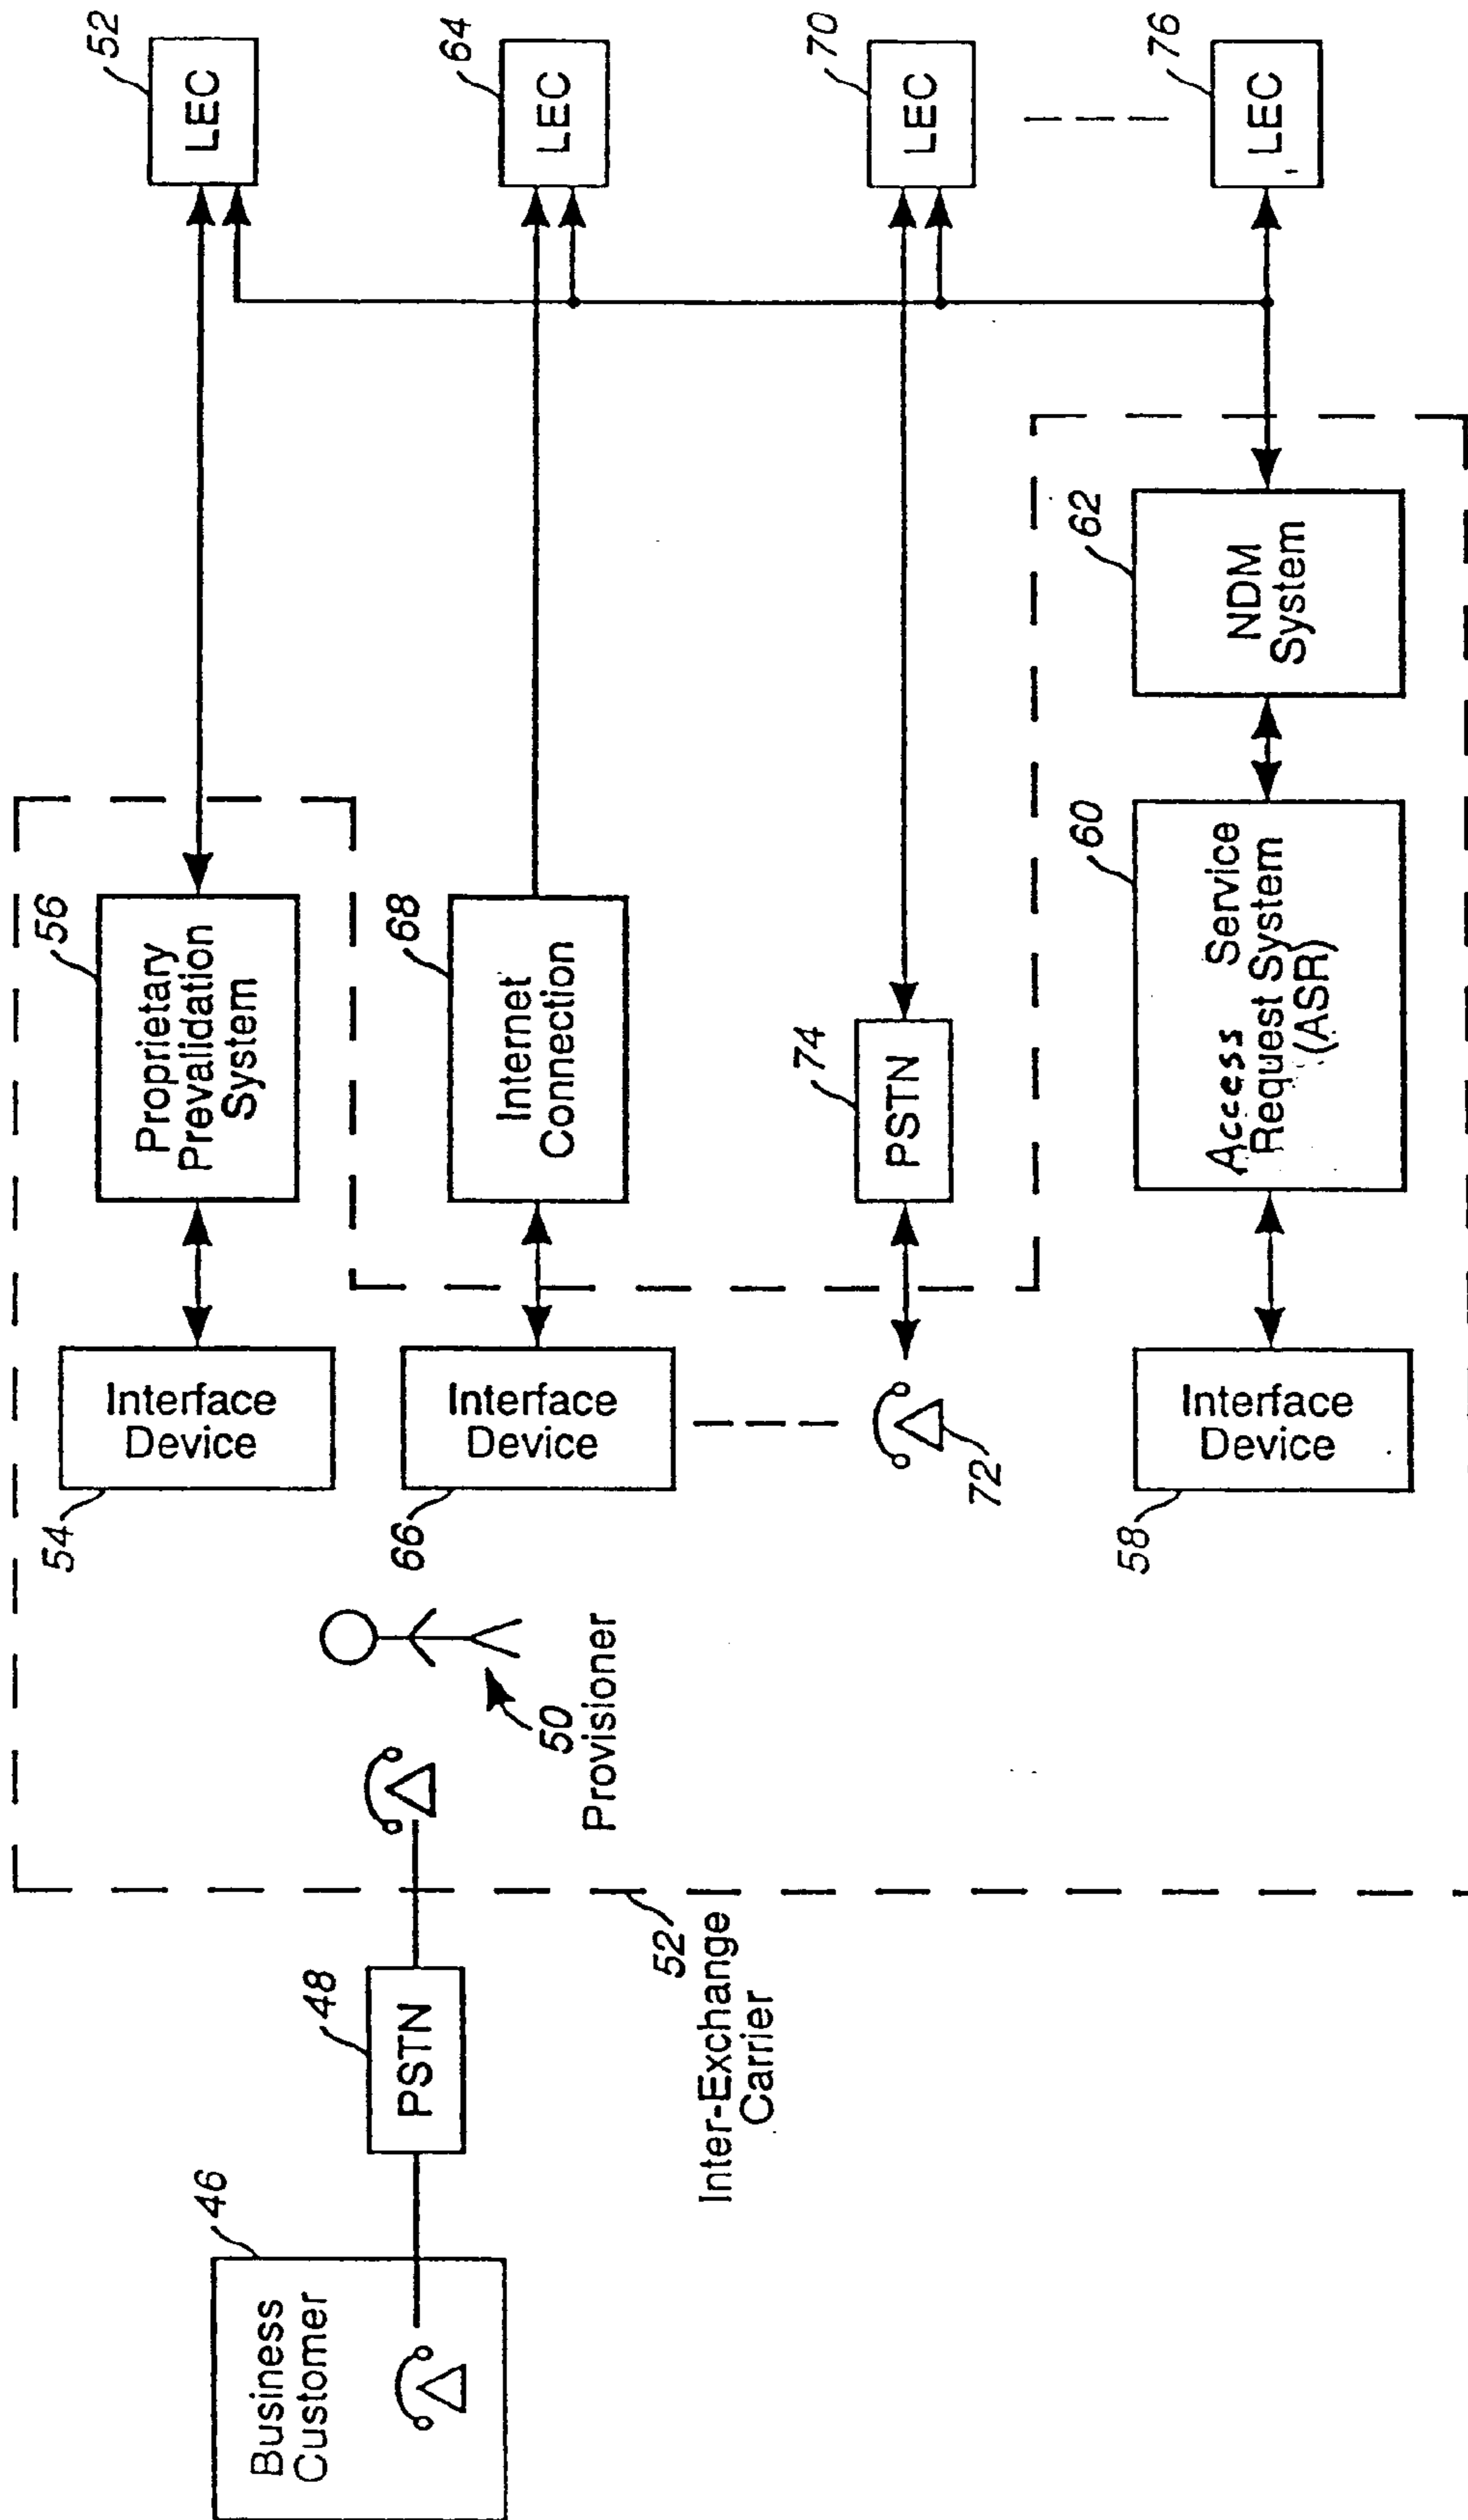 Business
Customer
46
PSTN
48
52
Inter-Exchange
Carrier
50
Provisioner
Interface
Device
54
Proprietary
Prevalidation
System
56
LEC
52
Interface
Device
66
Internet
Connection
68
LEC
64
72
PSTN
74
LEC
70
Interface
Device
58
Access Service
Request System
(ASR)
60
NDM
System
62
LEC
76